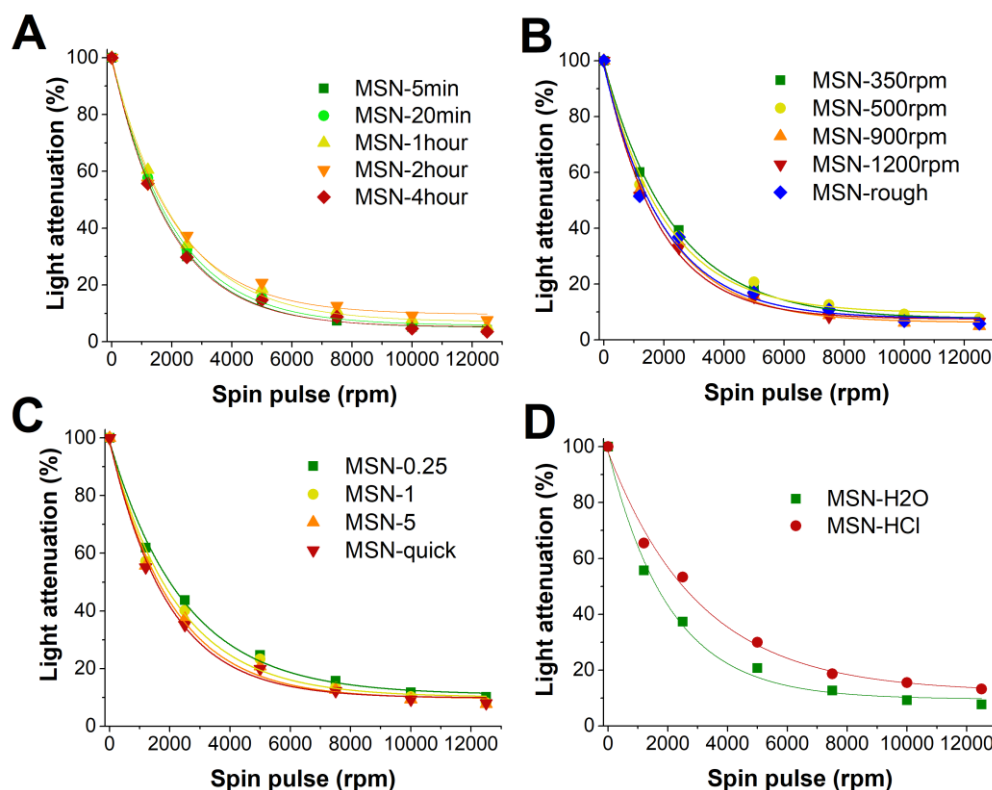 A
Light attenuation (%)
100
80
60
40
20
0
MSN-5min
MSN-20min
MSN-1hour
MSN-2hour
MSN-4hour
0 2000 4000 6000 8000 10000 12000
Spin pulse (rpm)
B
Light attenuation (%)
100
80
60
40
20
0
MSN-350rpm
MSN-500rpm
MSN-900rpm
MSN-1200rpm
MSN-rough
0 2000 4000 6000 8000 10000 12000
Spin pulse (rpm)
C
Light attenuation (%)
100
80
60
40
20
0
MSN-0.25
MSN-1
MSN-5
MSN-quick
0 2000 4000 6000 8000 10000 12000
Spin pulse (rpm)
D
Light attenuation (%)
100
80
60
40
20
0
MSN-H2O
MSN-HCl
0 2000 4000 6000 8000 10000 12000
Spin pulse (rpm)